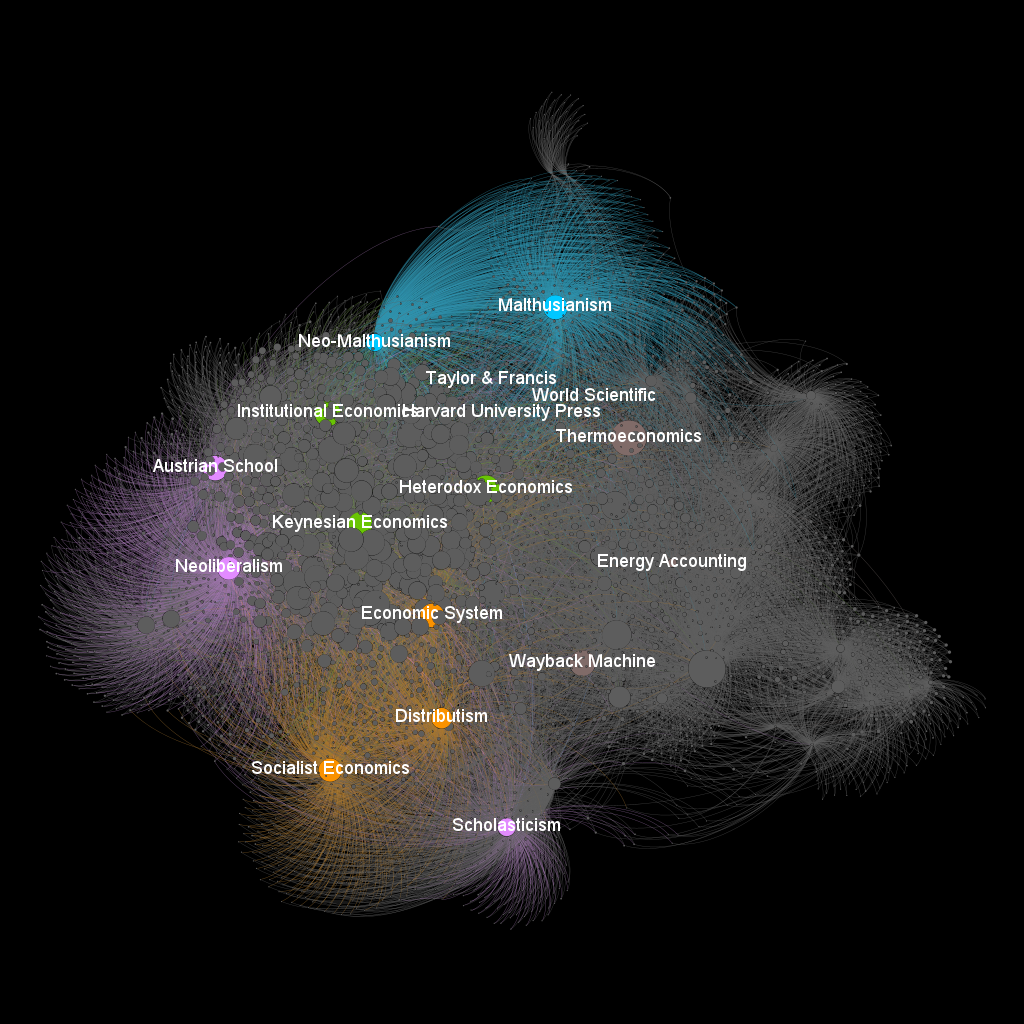 Malthusianism
Neo-Malthusianism
Taylor & Francis
World Scientific
Institutional Economics
Harvard University Press
Thermoeconomics
Austrian School
Heterodox Economics
Keynesian Economics
Energy Accounting
Neoliberalism
Economic System
Wayback Machine
Distributism
Socialist Economics
Scholasticism